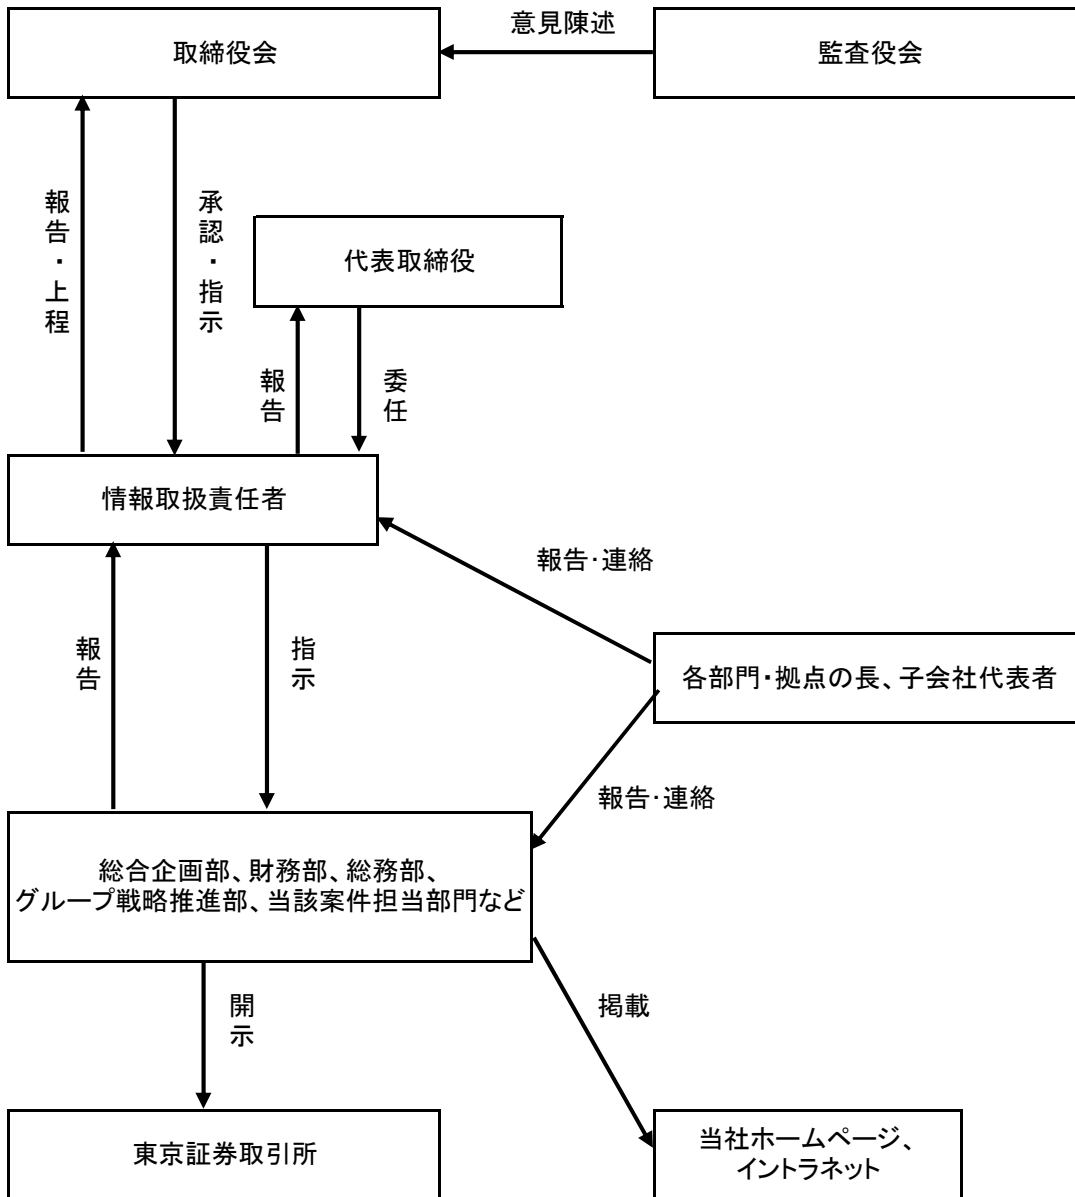 意見陳述
取締役会
監査役会
報告・上程
承認・指示
代表取締役
報告
委任
情報取扱責任者
報告・連絡
報告
指示
各部門・拠点の長、子会社代表者
報告・連絡
総合企画部、財務部、総務部、
グループ戦略推進部、当該案件担当部門など
開示
掲載
東京証券取引所
当社ホームページ、
イントラネット